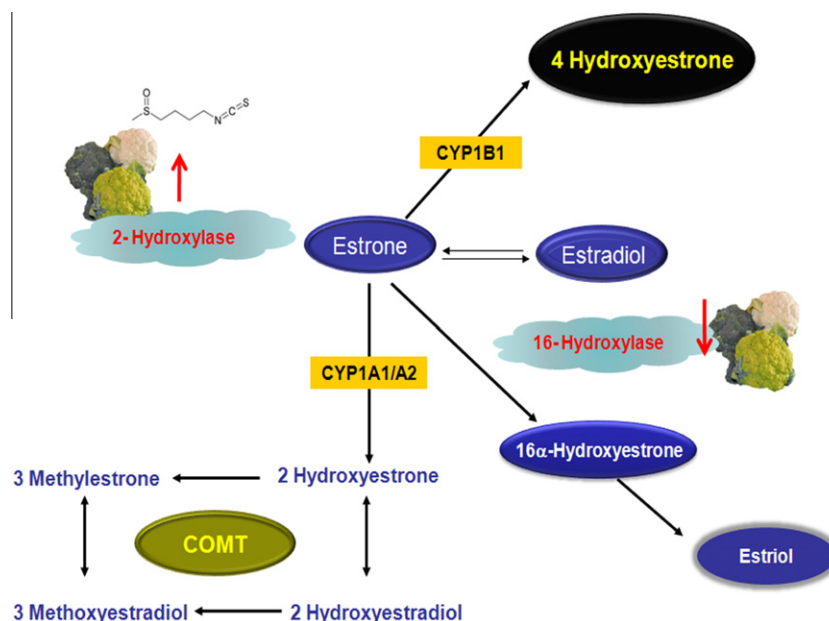 4 Hydroxyestrone
O
S
N
C
S
CYP1B1
2- Hydroxylase
Estrone
Estradiol
16-Hydroxylase
CYP1A1/A2
16α-Hydroxyestrone
3 Methylestrone
2 Hydroxyestrone
COMT
Estriol
3 Methoxyestradiol
2 Hydroxyestradiol